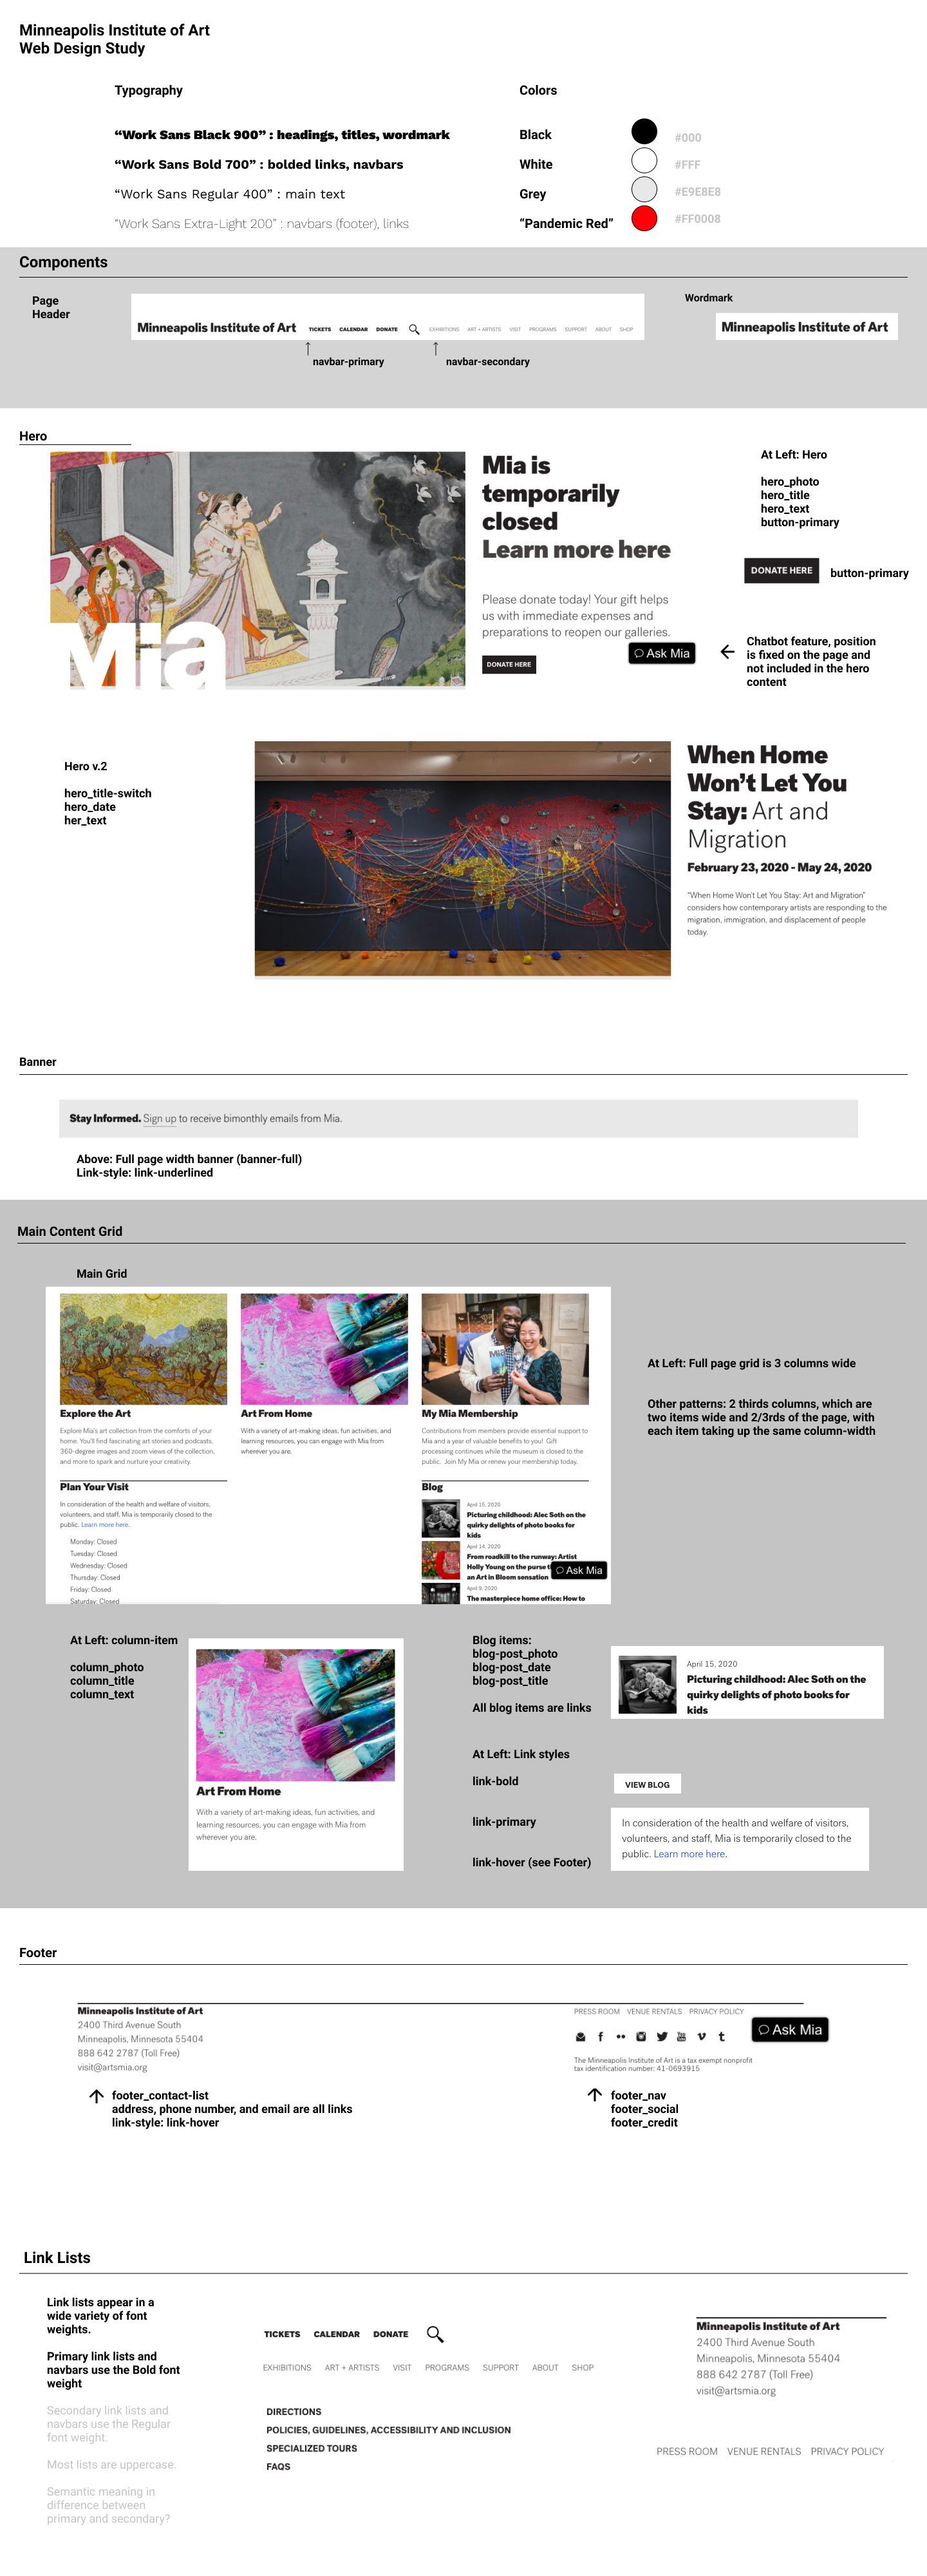 Minneapolis Institute of Art
Web Design Study
Typography
Colors
“Work Sans Black 900” : headings, titles, wordmark
“Work Sans Bold 700” : bolded links, navbars
“Work Sans Regular 400” : main text
“Work Sans Extra-Light 200” : navbars (footer), links
Black
#000
White
#FFF
Grey
#E9E8E8
“Pandemic Red”
#FF0008
Components
Page
Header
Minneapolis Institute of Art
TICKETS CALENDAR DONATE
EXHIBITIONS ART + ARTISTS VISIT PROGRAMS SUPPORT ABOUT SHOP
navbar-primary
navbar-secondary
Wordmark
Minneapolis Institute of Art
Hero
Mia
Mia is
temporarily
closed
Learn more here
Please donate today! Your gift helps
us with immediate expenses and
preparations to reopen our galleries.
DONATE HERE
Ask Mia
At Left: Hero
hero_photo
hero_title
hero_text
button-primary
DONATE HERE
button-primary
Chatbot feature, position
is fixed on the page and
not included in the hero
content
Hero v.2
hero_title-switch
hero_date
her_text
When Home
Won’t Let You
Stay: Art and
Migration
February 23, 2020 - May 24, 2020
“When Home Won’t Let You Stay: Art and Migration”
considers how contemporary artists are responding to the
migration, immigration, and displacement of people
today.
Banner
Stay Informed. Sign up to receive bimonthly emails from Mia.
Above: Full page width banner (banner-full)
Link-style: link-underlined
Main Content Grid
Main Grid
Explore the Art
Explore Mia’s art collection from the comforts of your
home. You’ll find fascinating art stories and podcasts,
360-degree images and zoom views of the collection,
and more to spark and nurture your creativity.
Art From Home
With a variety of art-making ideas, fun activities, and
learning resources, you can engage with Mia from
wherever you are.
My Mia Membership
Contributions from members provide essential support to
Mia and a year of valuable benefits to you! Gift
processing continues while the museum is closed to the
public. Join My Mia or renew your membership today.
Plan Your Visit
In consideration of the health and welfare of visitors,
volunteers, and staff, Mia is temporarily closed to the
public. Learn more here.
Monday: Closed
Tuesday: Closed
Wednesday: Closed
Thursday: Closed
Friday: Closed
Saturday: Closed
Blog
April 15, 2020
Picturing childhood: Alec Soth on the
quirky delights of photo books for
kids
April 14, 2020
From roadkill to the runway: Artist
Holly Young on the purse t
an Art in Bloom sensation
Ask Mia
April 9, 2020
The masterpiece home office: How to
At Left: Full page grid is 3 columns wide
Other patterns: 2 thirds columns, which are
two items wide and 2/3rds of the page, with
each item taking up the same column-width
At Left: column-item
column_photo
column_title
column_text
Art From Home
With a variety of art-making ideas, fun activities, and
learning resources, you can engage with Mia from
wherever you are.
Blog items:
blog-post_photo
blog-post_date
blog-post_title
All blog items are links
April 15, 2020
Picturing childhood: Alec Soth on the
quirky delights of photo books for
kids
At Left: Link styles
link-bold
VIEW BLOG
link-primary
In consideration of the health and welfare of visitors,
volunteers, and staff, Mia is temporarily closed to the
public. Learn more here.
link-hover (see Footer)
Footer
Minneapolis Institute of Art
2400 Third Avenue South
Minneapolis, Minnesota 55404
888 642 2787 (Toll Free)
visit@artsmia.org
PRESS ROOM VENUE RENTALS PRIVACY POLICY
Ask Mia
The Minneapolis Institute of Art is a tax exempt nonprofit
tax identification number: 41-0693915
footer_contact-list
address, phone number, and email are all links
link-style: link-hover
footer_nav
footer_social
footer_credit
Link Lists
Link lists appear in a
wide variety of font
weights.
Primary link lists and
navbars use the Bold font
weight
Secondary link lists and
navbars use the Regular
font weight.
Most lists are uppercase.
Semantic meaning in
difference between
primary and secondary?
TICKETS CALENDAR DONATE
EXHIBITIONS ART + ARTISTS VISIT PROGRAMS SUPPORT ABOUT SHOP
DIRECTIONS
POLICIES, GUIDELINES, ACCESSIBILITY AND INCLUSION
SPECIALIZED TOURS
FAQS
Minneapolis Institute of Art
2400 Third Avenue South
Minneapolis, Minnesota 55404
888 642 2787 (Toll Free)
visit@artsmia.org
PRESS ROOM VENUE RENTALS PRIVACY POLICY